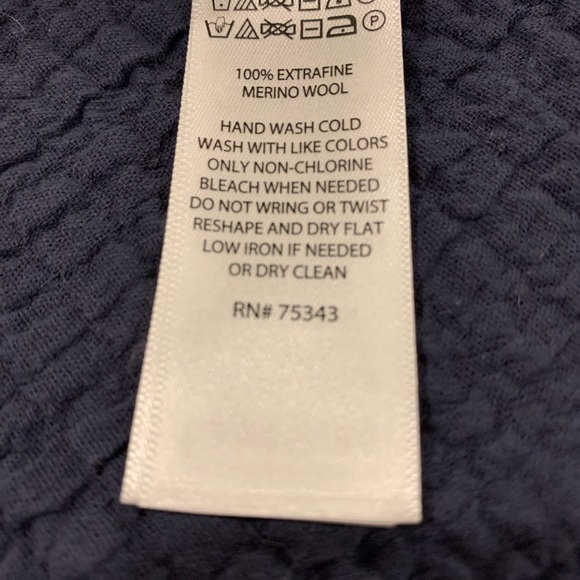 100% EXTRAFINE
MERINO WOOL
HAND WASH COLD
WASH WITH LIKE COLORS
ONLY NON-CHLORINE
BLEACH WHEN NEEDED
DO NOT WRING OR TWIST
RESHAPE AND DRY FLAT
LOW IRON IF NEEDED
OR DRY CLEAN
RN# 75343